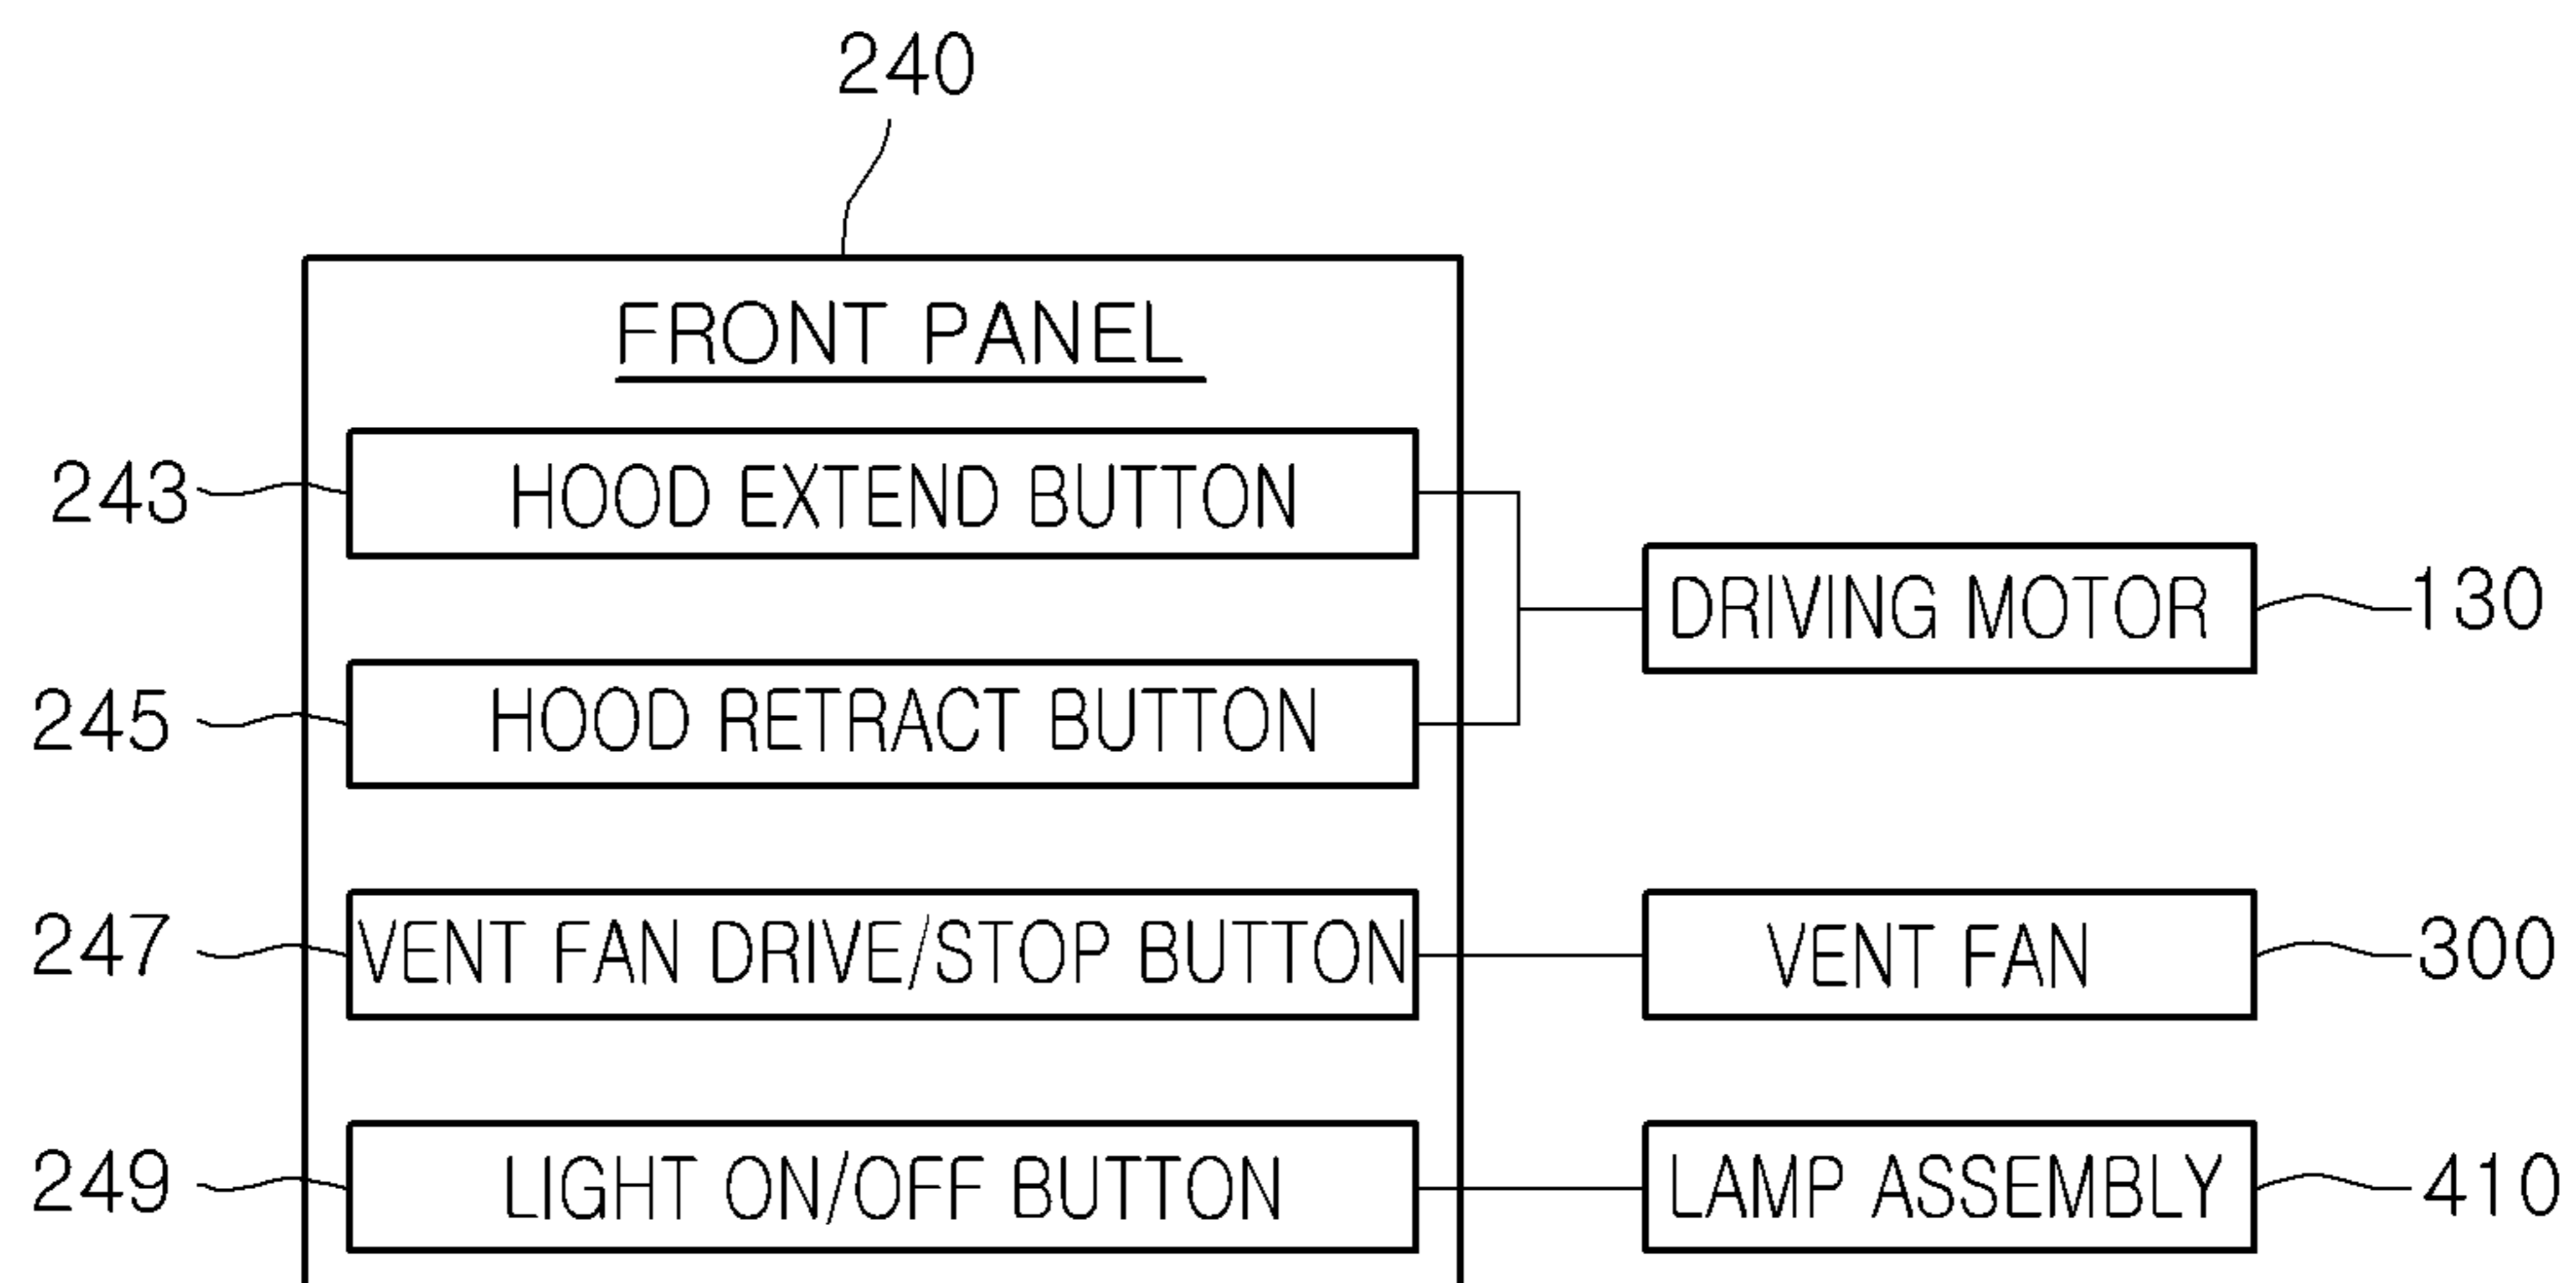 240
FRONT PANEL
243 HOOD EXTEND BUTTON
DRIVING MOTOR 130
245 HOOD RETRACT BUTTON
247 VENT FAN DRIVE/STOP BUTTON VENT FAN 300
249 LIGHT ON/OFF BUTTON LAMP ASSEMBLY 410